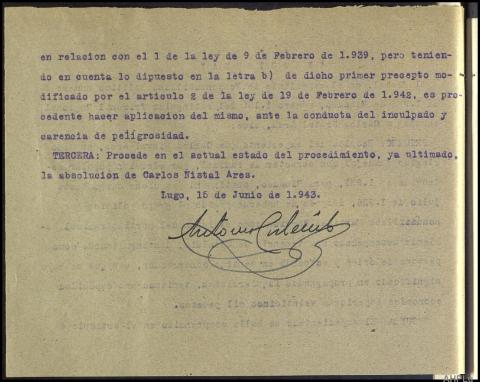 en relacion con el 1 de la ley de 9 de Febrero de 1.939, pero tenien-
do en cuenta lo dipuesto en la letra b) de dicho primer precepto mo-
dificado por el articulo 2 de la ley de 19 de Febrero de 1.942, es pro-
cedente hacer aplicacion del mismo, ante la conducta del inculpado y
carencia de peligrosidad.
TERCERA: Procede en el actual estado del procedimiento, ya ultimado,
la absolucion de Carlos Nistal Ares.
Lugo, 15 de Junio de 1.943.
Antonio